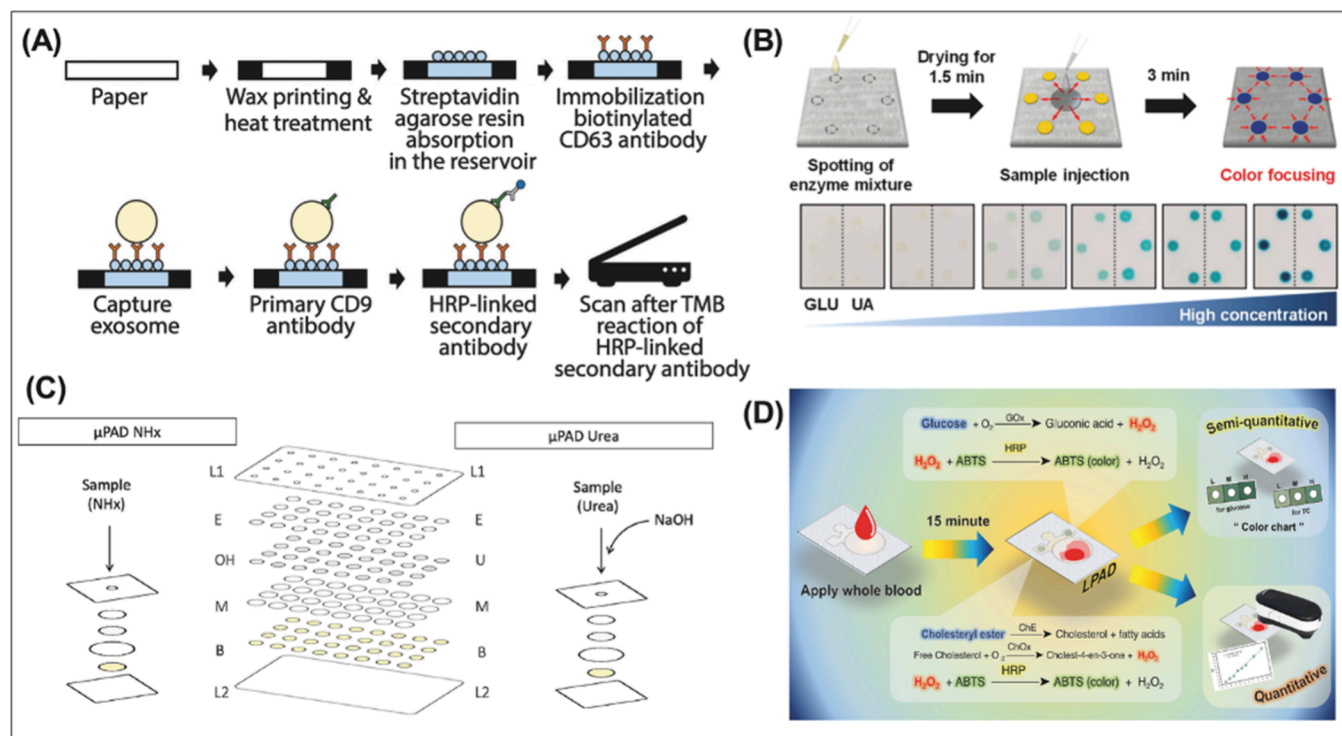 (A)
Paper
Wax printing &
heat treatment
Streptavidin
agarose resin
absorption
in the reservoir
Immobilization
biotinylated
CD63 antibody
Capture
exosome
Primary CD9
antibody
HRP-linked
secondary
antibody
Scan after TMB
reaction of
HRP-linked
secondary antibody
(B)
Drying for
1.5 min
3 min
Spotting of
enzyme mixture
Sample injection
Color focusing
GLU UA
High concentration
(C)
µPAD NHx
µPAD Urea
Sample
(NHx)
L1
E
OH
M
B
L2
L1
E
U
M
B
L2
Sample
(Urea)
NaOH
(D)
Glucose + O₂ GOx Gluconic acid + H₂O₂
HRP
H₂O₂ + ABTS ABTS (color) + H₂O₂
15 minute
Apply whole blood
LPAD
Cholesteryl ester ChE Cholesterol + fatty acids
Free Cholesterol + O₂ ChOx Cholest-4-en-3-one + H₂O₂
HRP
H₂O₂ + ABTS ABTS (color) + H₂O₂
Semi-quantitative
L M H
for glucose
L M H
for TC
" Color chart "
Quantitative